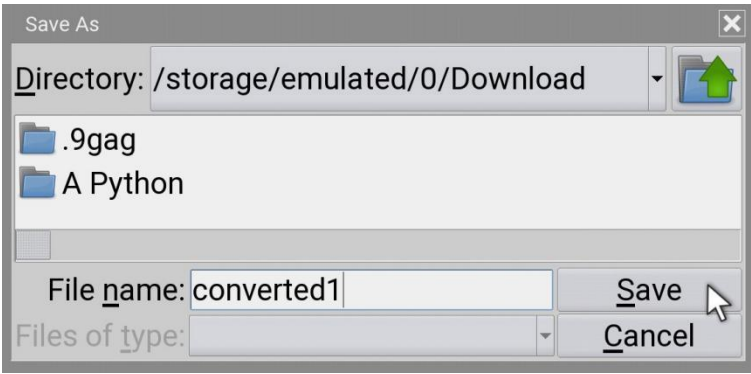 Save As
Directory: /storage/emulated/0/Download
.9gag
A Python
File name: converted1 Save
Files of type: Cancel